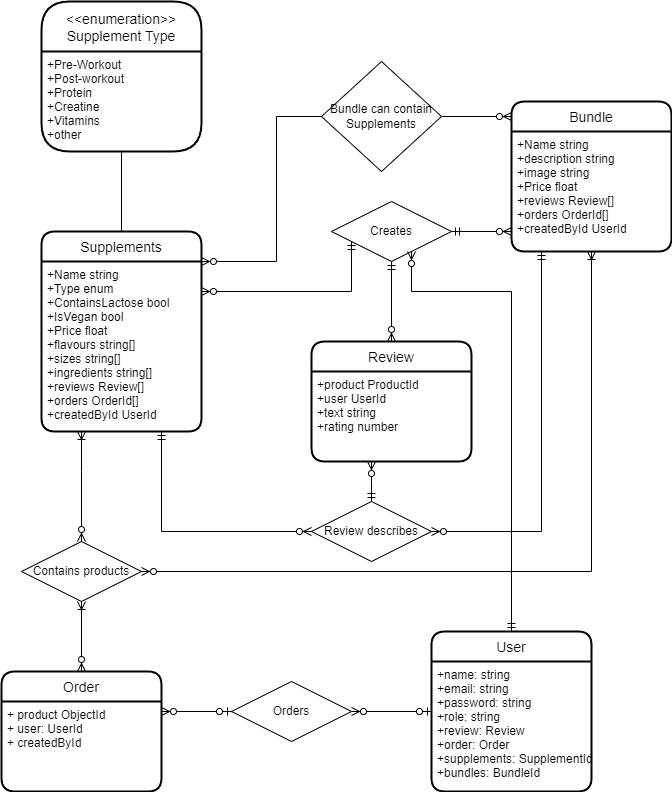 <<enumeration>>
Supplement Type
+Pre-Workout
+Post-workout
+Protein
+Creatine
+Vitamins
+other
Bundle can contain
Supplements
Bundle
+Name string
+description string
+image string
+Price float
+reviews Review[]
+orders OrderId[]
+createdById UserId
Creates
Supplements
+Name string
+Type enum
+ContainsLactose bool
+IsVegan bool
+Price float
+flavours string[]
+sizes string[]
+ingredients string[]
+reviews Review[]
+orders OrderId[]
+createdById UserId
Review
+product ProductId
+user UserId
+text string
+rating number
Review describes
Contains products
Order
+ product ObjectId
+ user: UserId
+ createdById
Orders
User
+name: string
+email: string
+password: string
+role: string
+review: Review
+order: Order
+supplements: SupplementId
+bundles: BundleId